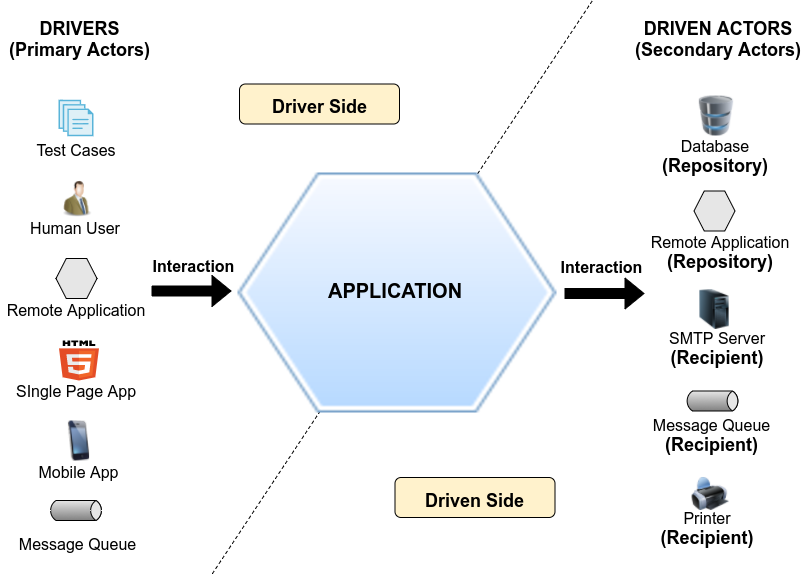 DRIVERS
(Primary Actors)
Test Cases
Human User
Remote Application
HTML
5
SIngle Page App
Mobile App
Message Queue
Interaction
Driver Side
APPLICATION
Driven Side
Interaction
DRIVEN ACTORS
(Secondary Actors)
Database
(Repository)
Remote Application
(Repository)
SMTP Server
(Recipient)
Message Queue
(Recipient)
Printer
(Recipient)